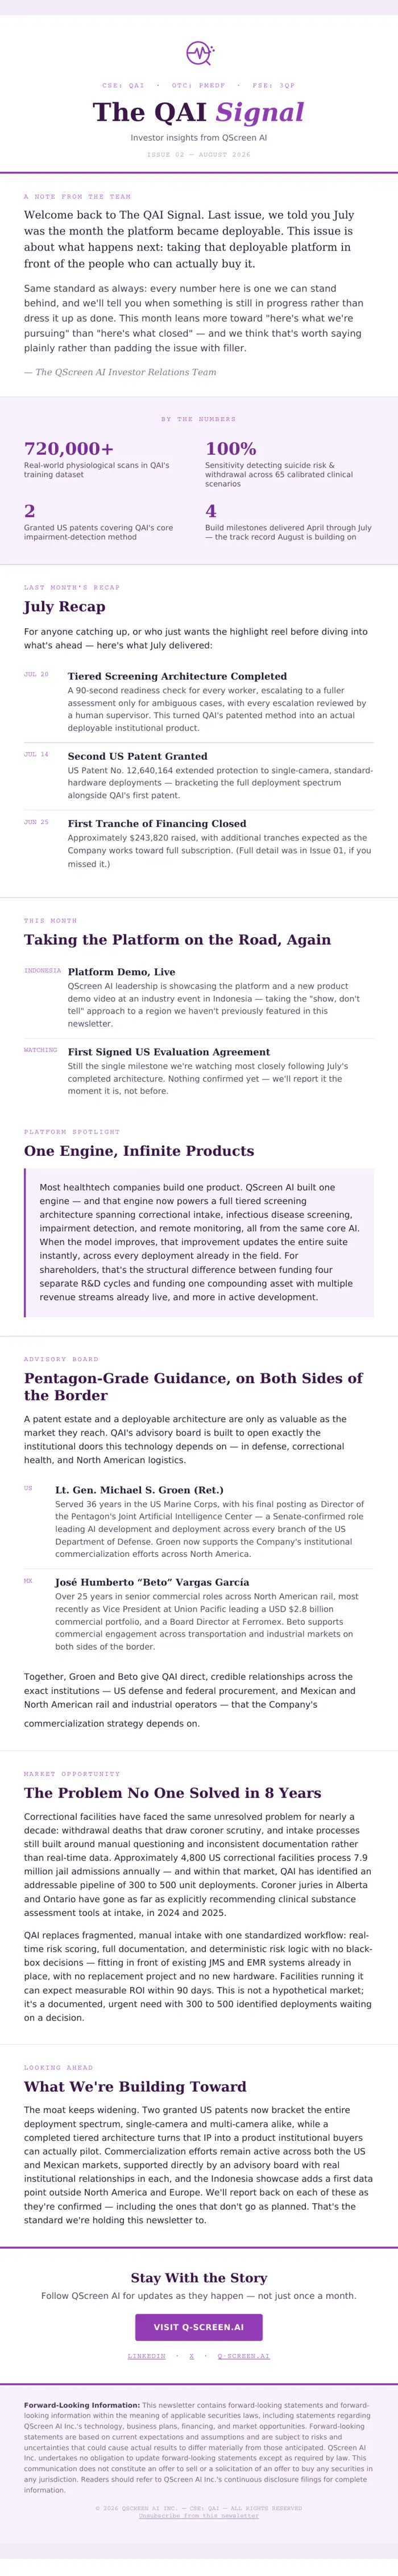 CSE: QAI · OTC: PMEDF · FSE: 3QP
The QAI Signal
Investor insights from QScreen AI
ISSUE 02 — AUGUST 2026
A NOTE FROM THE TEAM
Welcome back to The QAI Signal. Last issue, we told you July
was the month the platform became deployable. This issue is
about what happens next: taking that deployable platform in
front of the people who can actually buy it.
Same standard as always: every number here is one we can stand
behind, and we'll tell you when something is still in progress rather than
dress it up as done. This month leans more toward "here's what we're
pursuing" than "here's what closed" — and we think that's worth saying
plainly rather than padding the issue with filler.
— The QScreen AI Investor Relations Team
BY THE NUMBERS
720,000+
Real-world physiological scans in QAI's
training dataset
100%
Sensitivity detecting suicide risk &
withdrawal across 65 calibrated clinical
scenarios
2
Granted US patents covering QAI's core
impairment-detection method
4
Build milestones delivered April through July
— the track record August is building on
LAST MONTH'S RECAP
July Recap
For anyone catching up, or who just wants the highlight reel before diving into
what's ahead — here's what July delivered:
JUL 20
Tiered Screening Architecture Completed
A 90-second readiness check for every worker, escalating to a fuller
assessment only for ambiguous cases, with every escalation reviewed by
a human supervisor. This turned QAI's patented method into an actual
deployable institutional product.
JUL 14
Second US Patent Granted
US Patent No. 12,640,164 extended protection to single-camera, standard-
hardware deployments — bracketing the full deployment spectrum
alongside QAI's first patent.
JUN 25
First Tranche of Financing Closed
Approximately $243,820 raised, with additional tranches expected as the
Company works toward full subscription. (Full detail was in Issue 01, if you
missed it.)
THIS MONTH
Taking the Platform on the Road, Again
INDONESIA
Platform Demo, Live
QScreen AI leadership is showcasing the platform and a new product
demo video at an industry event in Indonesia — taking the "show, don't
tell" approach to a region we haven't previously featured in this
newsletter.
WATCHING
First Signed US Evaluation Agreement
Still the single milestone we're watching most closely following July's
completed architecture. Nothing confirmed yet — we'll report it the
moment it is, not before.
PLATFORM SPOTLIGHT
One Engine, Infinite Products
Most healthtech companies build one product. QScreen AI built one
engine — and that engine now powers a full tiered screening
architecture spanning correctional intake, infectious disease screening,
impairment detection, and remote monitoring, all from the same core AI.
When the model improves, that improvement updates the entire suite
instantly, across every deployment already in the field. For
shareholders, that's the structural difference between funding four
separate R&D cycles and funding one compounding asset with multiple
revenue streams already live, and more in active development.
ADVISORY BOARD
Pentagon-Grade Guidance, on Both Sides of
the Border
A patent estate and a deployable architecture are only as valuable as the
market they reach. QAI's advisory board is built to open exactly the
institutional doors this technology depends on — in defense, correctional
health, and North American logistics.
US
Lt. Gen. Michael S. Groen (Ret.)
Served 36 years in the US Marine Corps, with his final posting as Director of
the Pentagon's Joint Artificial Intelligence Center — a Senate-confirmed role
leading AI development and deployment across every branch of the US
Department of Defense. Groen now supports the Company's institutional
commercialization efforts across North America.
MX
José Humberto “Beto” Vargas García
Over 25 years in senior commercial roles across North American rail, most
recently as Vice President at Union Pacific leading a USD $2.8 billion
commercial portfolio, and a Board Director at Ferromex. Beto supports
commercial engagement across transportation and industrial markets on
both sides of the border.
Together, Groen and Beto give QAI direct, credible relationships across the
exact institutions — US defense and federal procurement, and Mexican and
North American rail and industrial operators — that the Company's
commercialization strategy depends on.
MARKET OPPORTUNITY
The Problem No One Solved in 8 Years
Correctional facilities have faced the same unresolved problem for nearly a
decade: withdrawal deaths that draw coroner scrutiny, and intake processes
still built around manual questioning and inconsistent documentation rather
than real-time data. Approximately 4,800 US correctional facilities process 7.9
million jail admissions annually — and within that market, QAI has identified an
addressable pipeline of 300 to 500 unit deployments. Coroner juries in Alberta
and Ontario have gone as far as explicitly recommending clinical substance
assessment tools at intake, in 2024 and 2025.
QAI replaces fragmented, manual intake with one standardized workflow: real-
time risk scoring, full documentation, and deterministic risk logic with no black-
box decisions — fitting in front of existing JMS and EMR systems already in
place, with no replacement project and no new hardware. Facilities running it
can expect measurable ROI within 90 days. This is not a hypothetical market;
it's a documented, urgent need with 300 to 500 identified deployments waiting
on a decision.
LOOKING AHEAD
What We're Building Toward
The moat keeps widening. Two granted US patents now bracket the entire
deployment spectrum, single-camera and multi-camera alike, while a
completed tiered architecture turns that IP into a product institutional buyers
can actually pilot. Commercialization efforts remain active across both the US
and Mexican markets, supported directly by an advisory board with real
institutional relationships in each, and the Indonesia showcase adds a first data
point outside North America and Europe. We'll report back on each of these as
they're confirmed — including the ones that don't go as planned. That's the
standard we're holding this newsletter to.
Stay With the Story
Follow QScreen AI for updates as they happen — not just once a month.
VISIT Q-SCREEN.AI
LINKEDIN · X · Q-SCREEN.AI
Forward-Looking Information: This newsletter contains forward-looking statements and forward-
looking information within the meaning of applicable securities laws, including statements regarding
QScreen AI Inc.'s technology, business plans, financing, and market opportunities. Forward-looking
statements are based on current expectations and assumptions and are subject to risks and
uncertainties that could cause actual results to differ materially from those anticipated. QScreen AI
Inc. undertakes no obligation to update forward-looking statements except as required by law. This
communication does not constitute an offer to sell or a solicitation of an offer to buy any securities in
any jurisdiction. Readers should refer to QScreen AI Inc.'s continuous disclosure filings for complete
information.
© 2026 QSCREEN AI INC. — CSE: QAI — ALL RIGHTS RESERVED
Unsubscribe from this newsletter